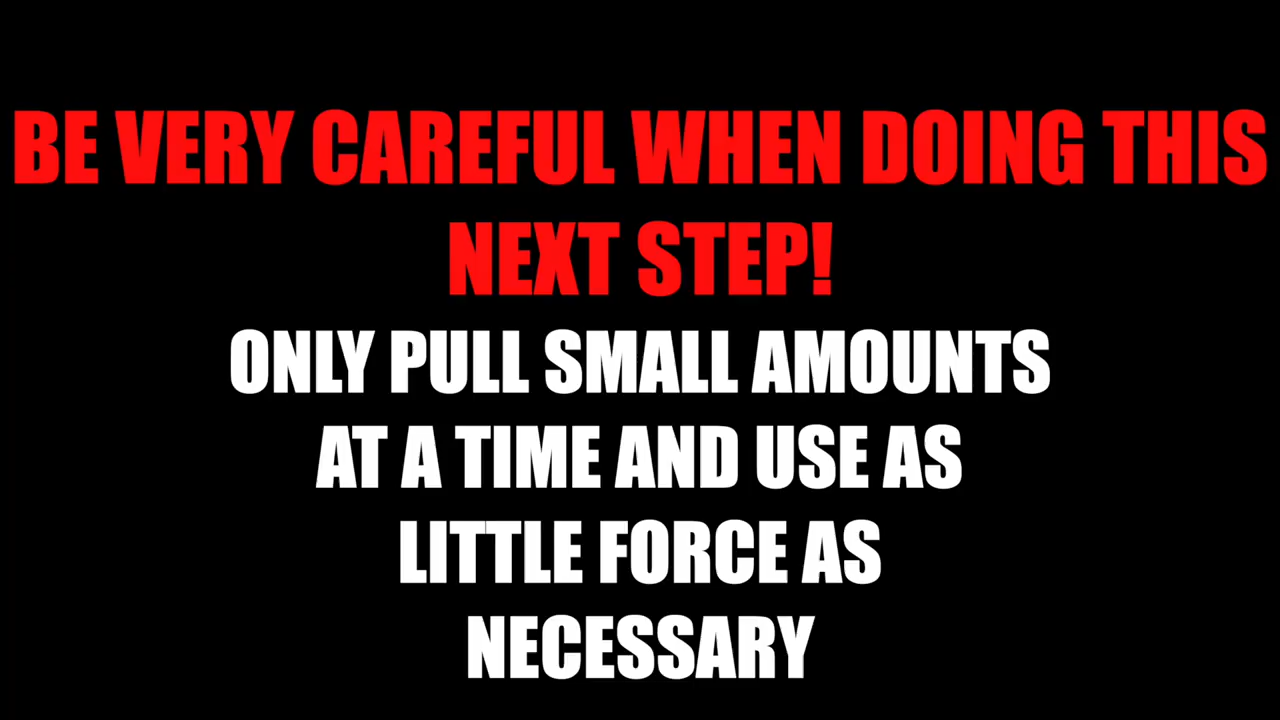 BE VERY CAREFUL WHEN DOING THIS
NEXT STEP!
ONLY PULL SMALL AMOUNTS
AT A TIME AND USE AS
LITTLE FORCE AS
NECESSARY